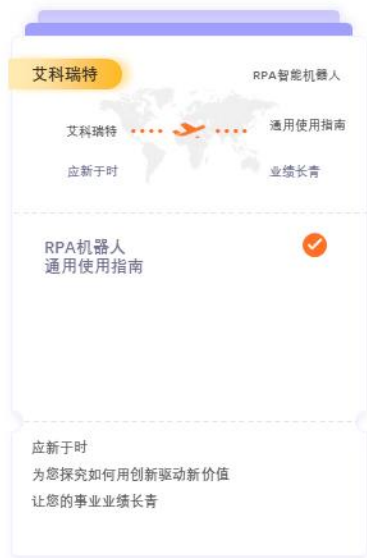 艾科瑞特
RPA智能机器人
艾科瑞特
通用使用指南
应新于时
业绩长青
RPA机器人
通用使用指南
应新于时
为您探究如何用创新驱动新价值
让您的事业业绩长青